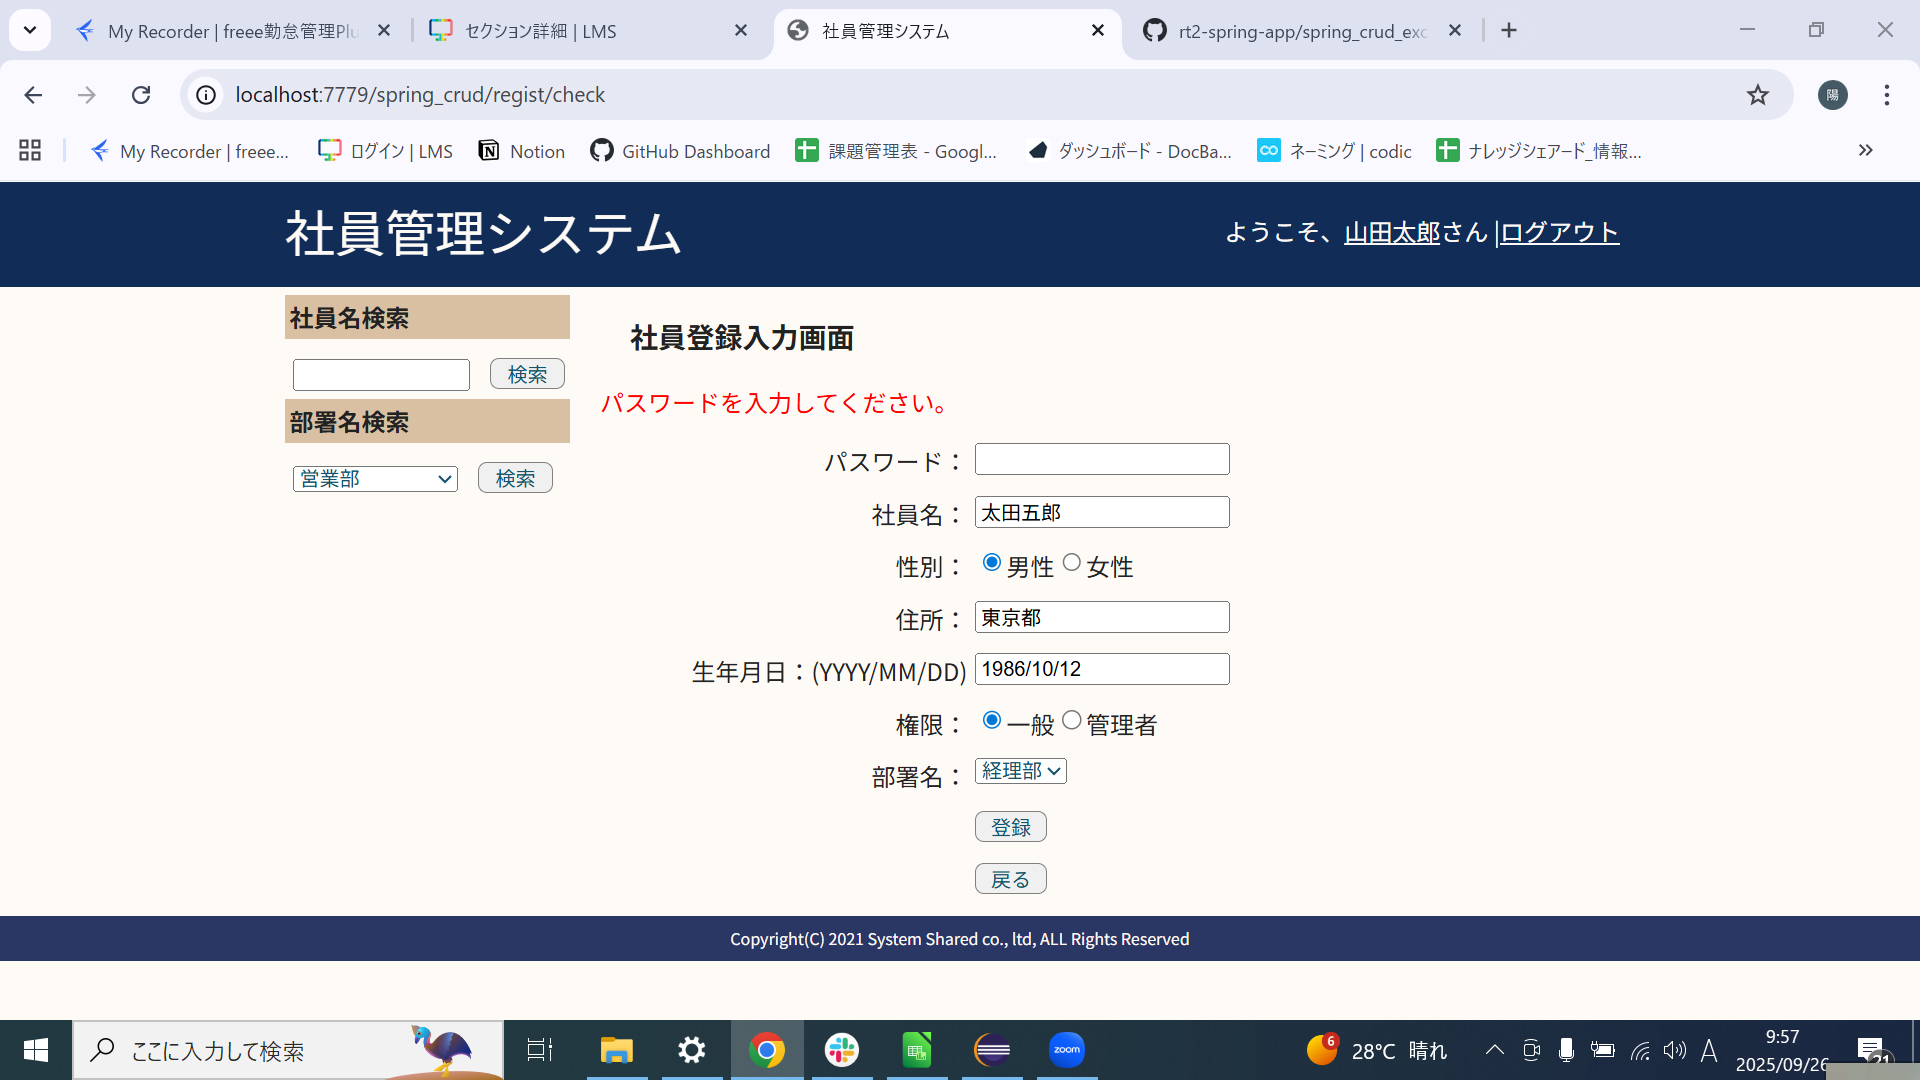 My Recorder | freee勤怠管理Plu
セクション詳細 | LMS
社員管理システム
rt2-spring-app/spring_crud_exc
localhost:7779/spring_crud/regist/check
陽
My Recorder | freee...
ログイン | LMS
Notion
GitHub Dashboard
課題管理表 - Googl...
ダッシュボード - DocBa...
ネーミング | codic
ナレッジシェアード_情報...
社員管理システム
ようこそ、山田太郎さん |ログアウト
社員名検索
検索
部署名検索
営業部
検索
社員登録入力画面
パスワードを入力してください。
パスワード：
社員名：
太田五郎
性別：
男性
女性
住所：
東京都
生年月日：(YYYY/MM/DD)
1986/10/12
権限：
一般
管理者
部署名：
経理部
登録
戻る
Copyright(C) 2021 System Shared co., ltd, ALL Rights Reserved
ここに入力して検索
zoom
6
28°C 晴れ
A
9:57
2025/09/26
21